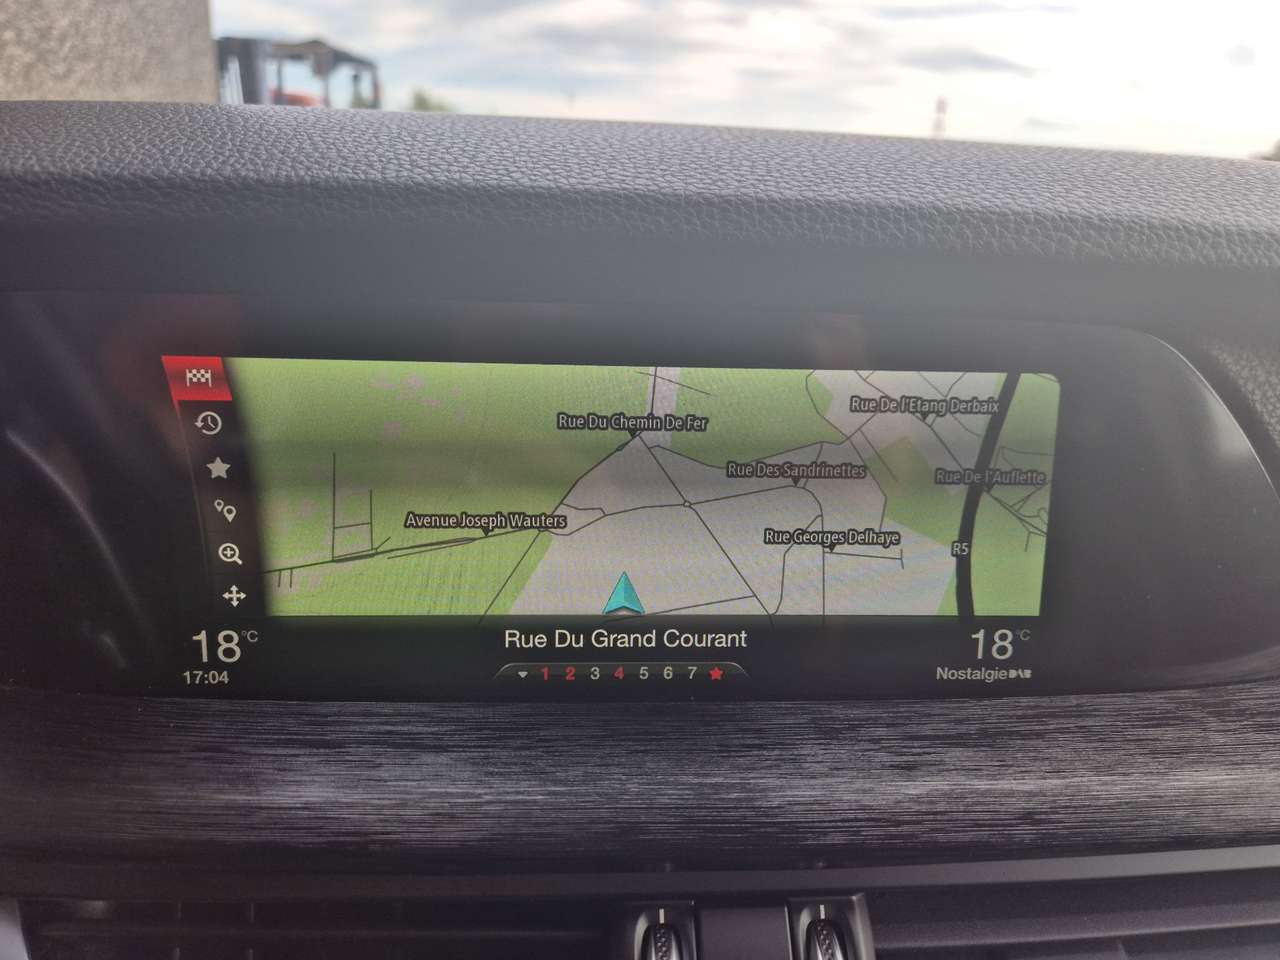 Rue De l'Etang Derbaix
Rue Du Chemin De Fer
Rue Des Sandrinettes
Rue De l'Auflette
Avenue Joseph Wauters
Rue Georges Delhaye
R5
18°C
Rue Du Grand Courant
18°C
17:04
1 2 3 4 5 6 7
Nostalgie DAB